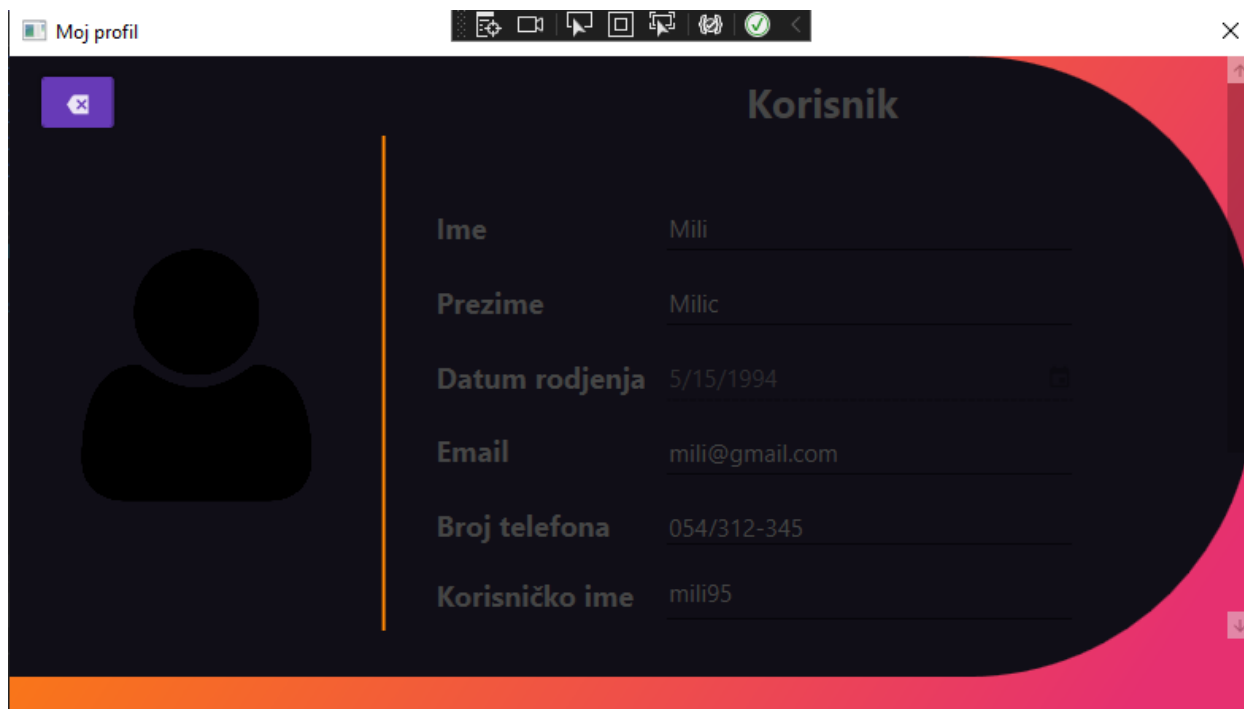 Moj profil
Korisnik
Ime Mili
Prezime Milic
Datum rodjenja 5/15/1994
Email mili@gmail.com
Broj telefona 054/312-345
Korisničko ime mili95